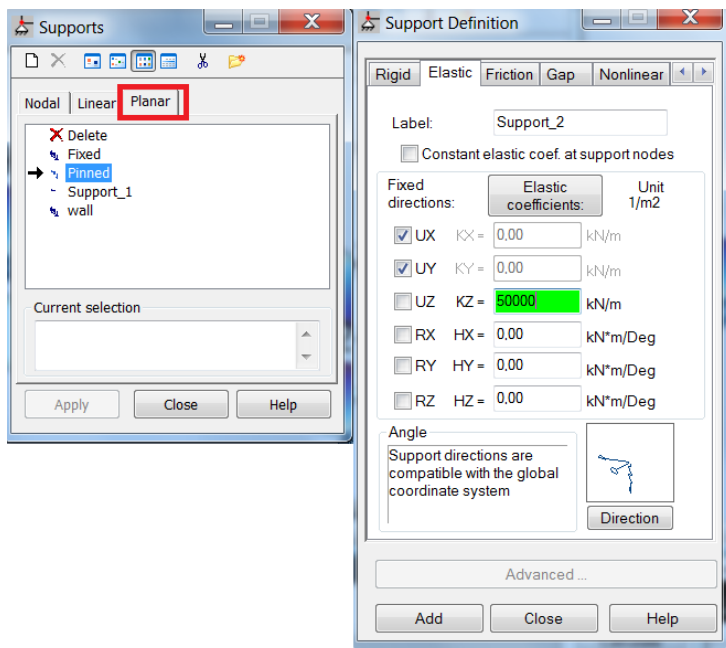 Supports
Nodal Linear Planar
Delete
Fixed
Pinned
Support_1
wall
Current selection
Apply Close Help
Support Definition
Rigid Elastic Friction Gap Nonlinear
Label: Support_2
Constant elastic coef. at support nodes
Fixed directions: Elastic coefficients: Unit 1/m2
UX KX = 0,00 kN/m
UY KY = 0,00 kN/m
UZ KZ = 50000 kN/m
RX HX = 0,00 kN*m/Deg
RY HY = 0,00 kN*m/Deg
RZ HZ = 0,00 kN*m/Deg
Angle
Support directions are
compatible with the global
coordinate system
Direction
Advanced ...
Add Close Help